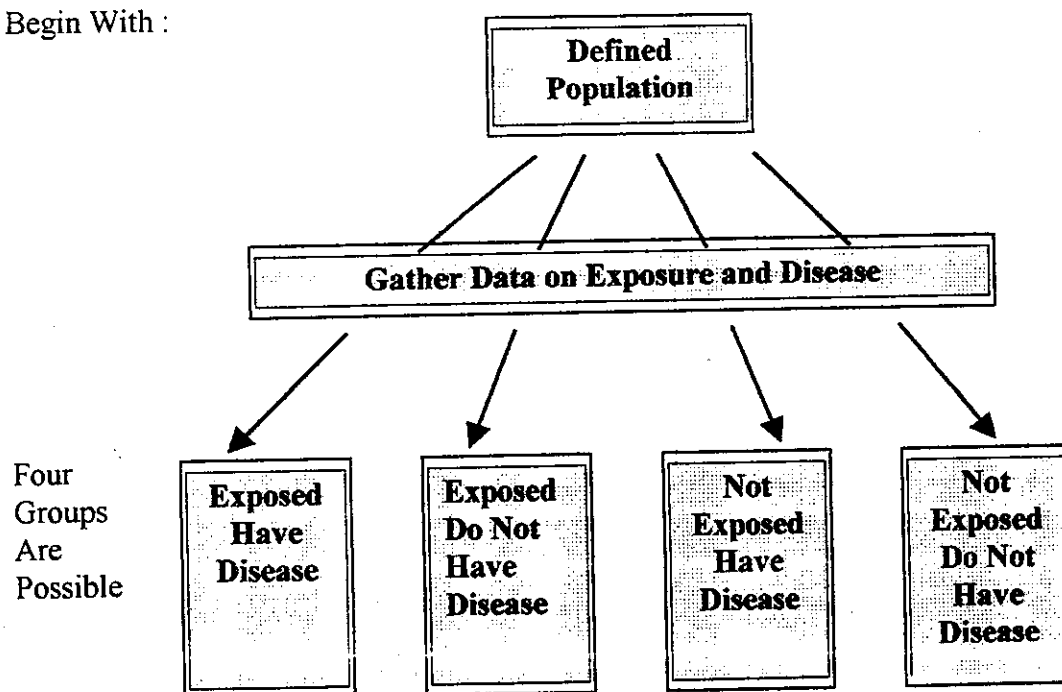 Begin With :
Defined
Population
Gather Data on Exposure and Disease
Four
Groups
Are
Possible
Exposed
Have
Disease
Exposed
Do Not
Have
Disease
Not
Exposed
Have
Disease
Not
Exposed
Do Not
Have
Disease